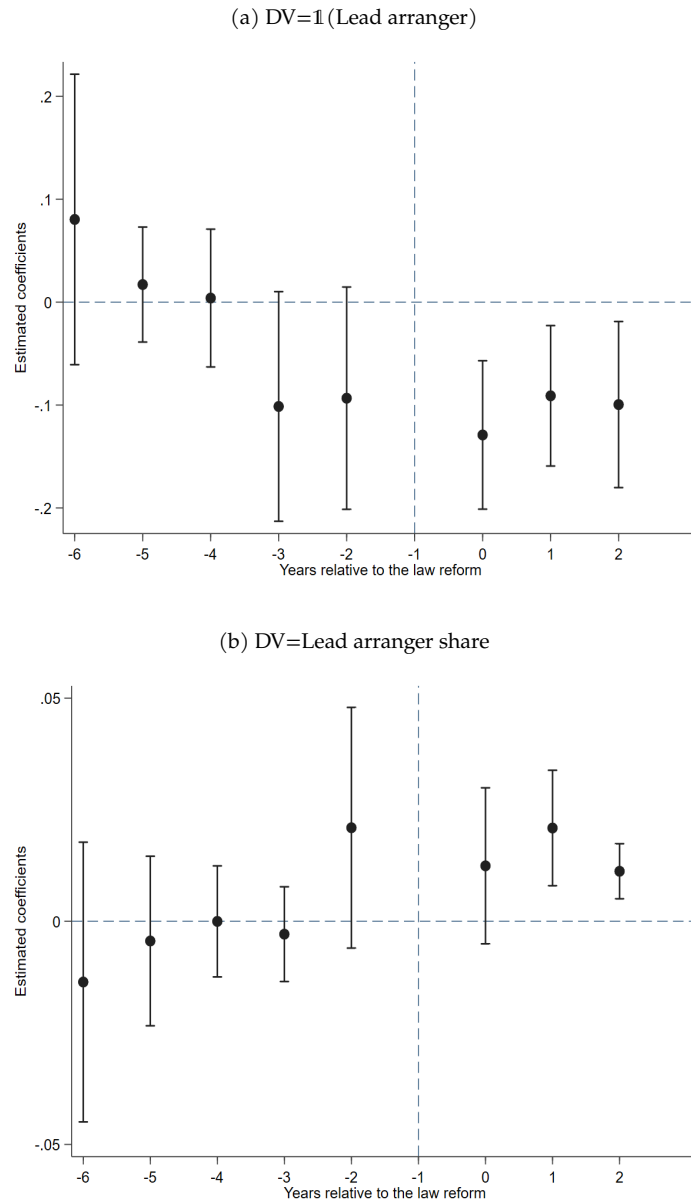 (a) DV=𝟙(Lead arranger)
.2
.1
0
-.1
-.2
Estimated coefficients
-6 -5 -4 -3 -2 -1 0 1 2
Years relative to the law reform
(b) DV=Lead arranger share
.05
0
-.05
Estimated coefficients
-6 -5 -4 -3 -2 -1 0 1 2
Years relative to the law reform